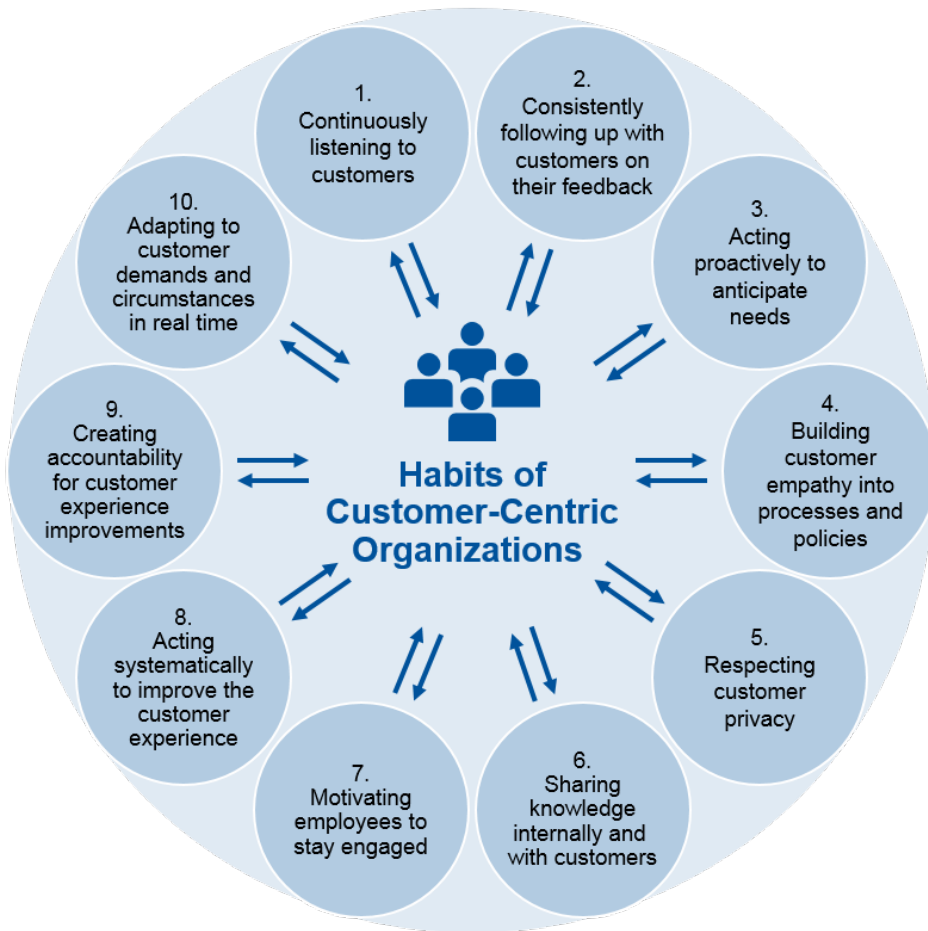 1.
Continuously
listening to
customers
2.
Consistently
following up with
customers on
their feedback
3.
Acting
proactively to
anticipate
needs
4.
Building
customer
empathy into
processes and
policies
5.
Respecting
customer
privacy
6.
Sharing
knowledge
internally and
with customers
7.
Motivating
employees to
stay engaged
8.
Acting
systematically
to improve the
customer
experience
9.
Creating
accountability
for customer
experience
improvements
10.
Adapting to
customer
demands and
circumstances
in real time
Habits of
Customer-Centric
Organizations